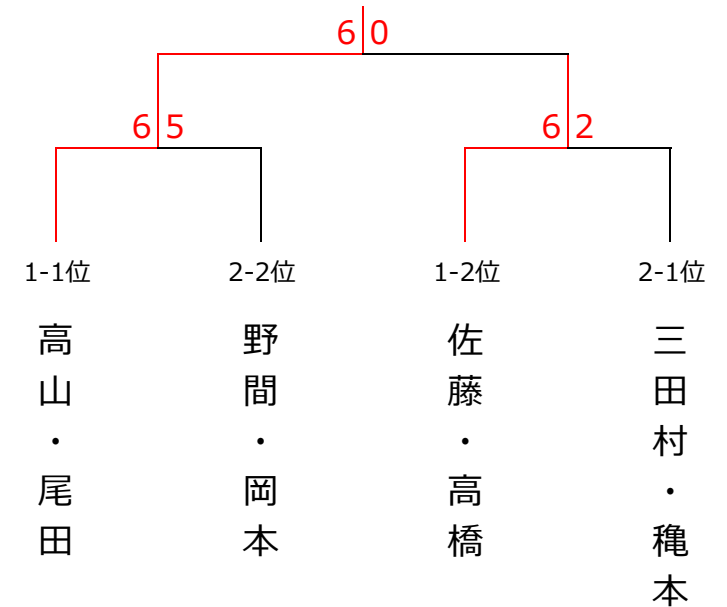 6 0
6 5
6 2
1-1位
2-2位
1-2位
2-1位
高山・尾田
野間・岡本
佐藤・高橋
三田村・穐本